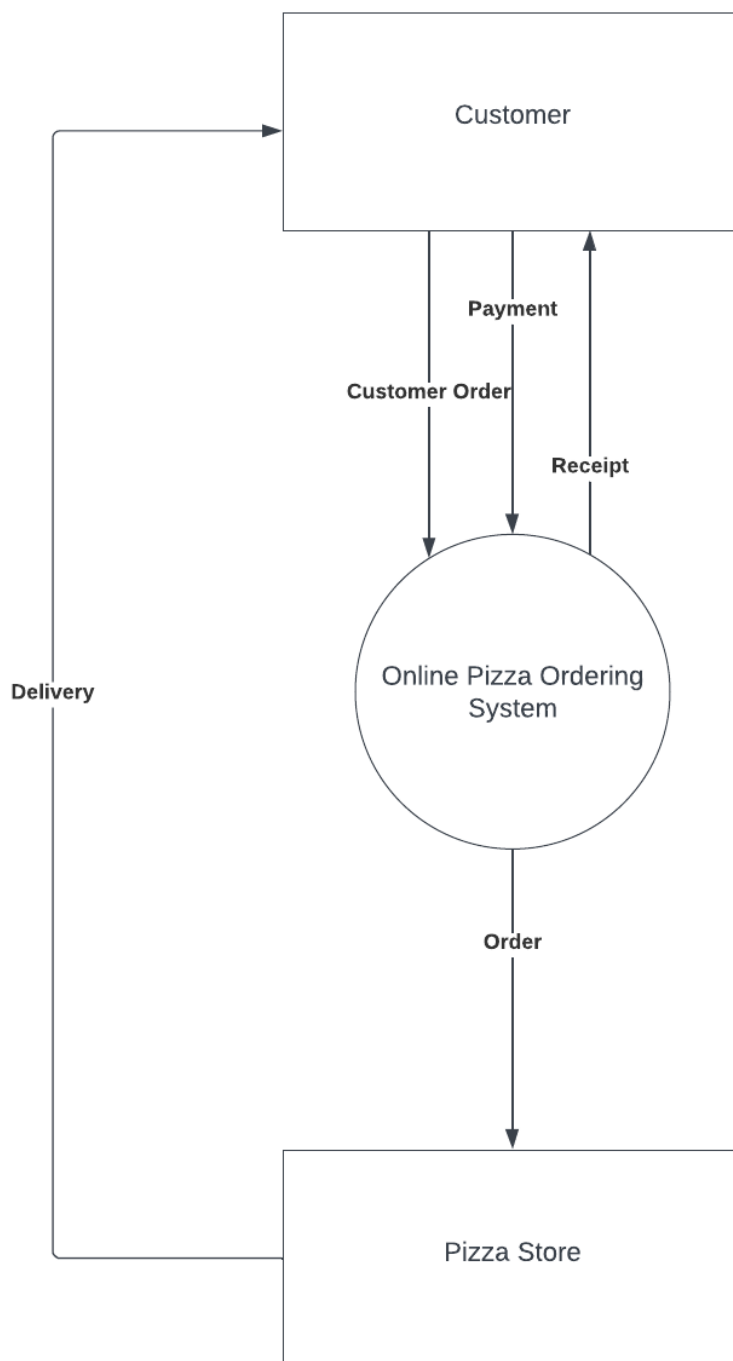 Customer
Payment
Customer Order
Receipt
Online Pizza Ordering
System
Delivery
Order
Pizza Store